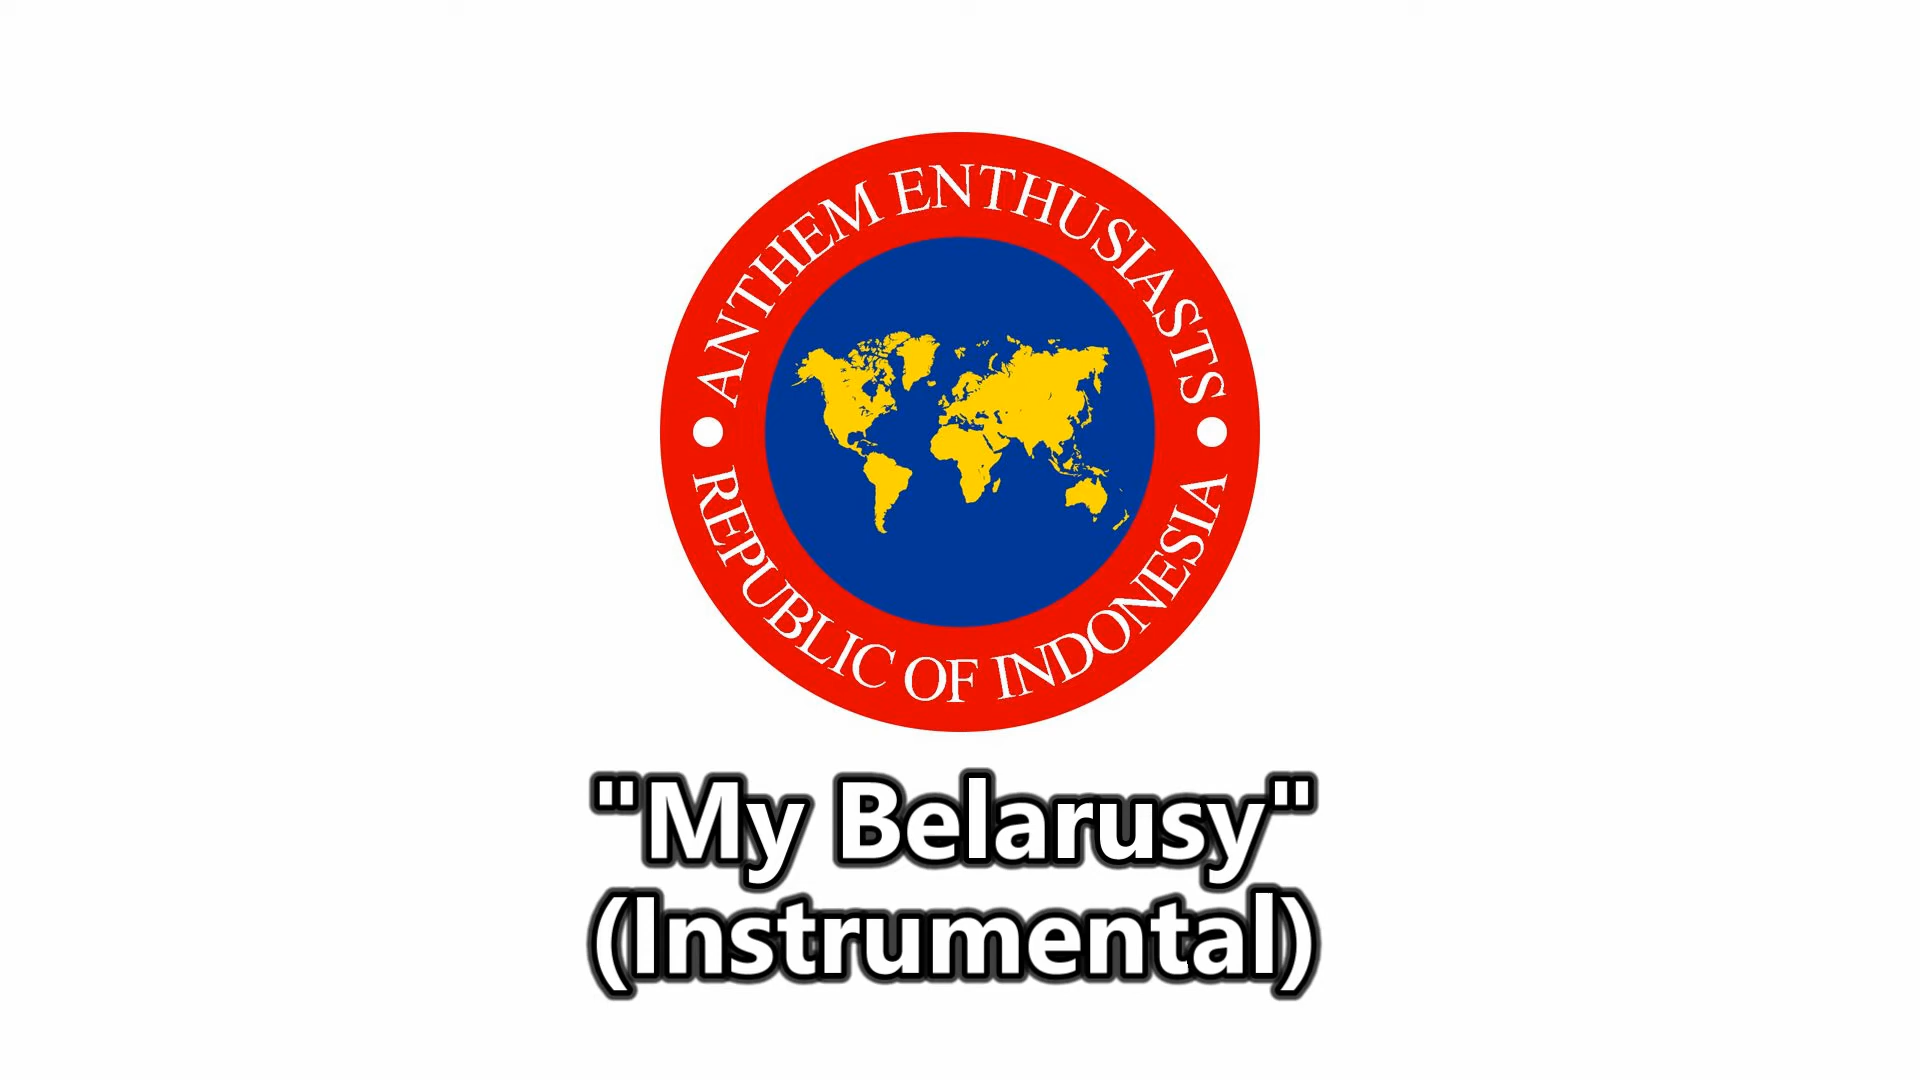 ANTHEM ENTHUSIASTS
REPUBLIC OF INDONESIA
"My Belarusy"
(Instrumental)